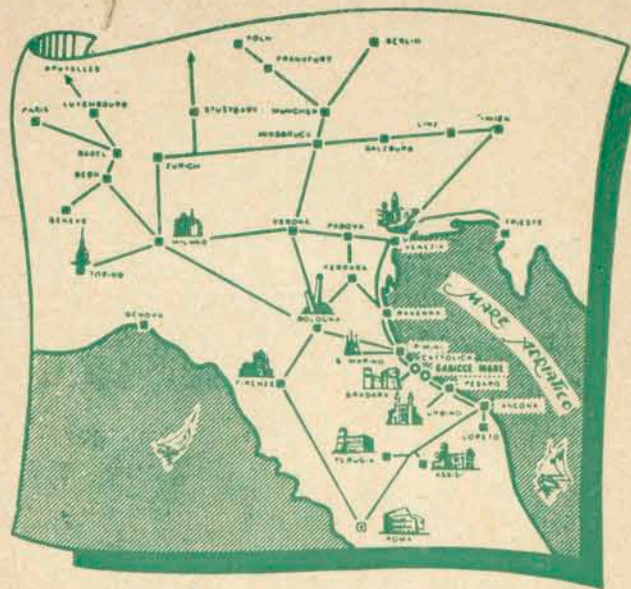 KÖLN
BERLIN
FRANKFURT
BRUXELLES
PARIS
LUXEMBOURG
STUTTGART
MUNCHEN
INNSBRUCK
SALZBURG
LINZ
WIEN
BASEL
ZURICH
BERN
GENEVE
MILANO
TORINO
VERONA
PADOVA
VENEZIA
TRIESTE
FERRARA
RAVENNA
GENOVA
BOLOGNA
MARE ADRIATICO
RIMINI
S. MARINO
CATTOLICA
GABICCE MARE
FIRENZE
GRADARA
PESARO
URBINO
ANCONA
LORETO
PERUGIA
ASSISI
ROMA